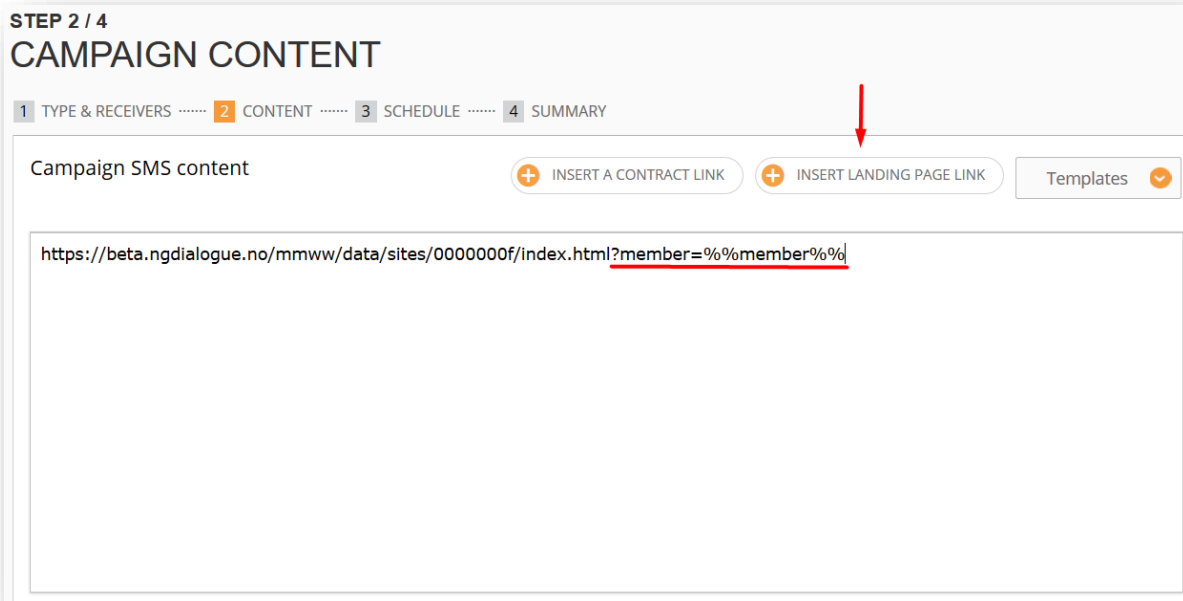 STEP 2 / 4
CAMPAIGN CONTENT
1 TYPE & RECEIVERS ······· 2 CONTENT ······· 3 SCHEDULE ······· 4 SUMMARY
Campaign SMS content
INSERT A CONTRACT LINK
INSERT LANDING PAGE LINK
Templates
https://beta.ngdialogue.no/mmww/data/sites/0000000f/index.html?member=%%member%%